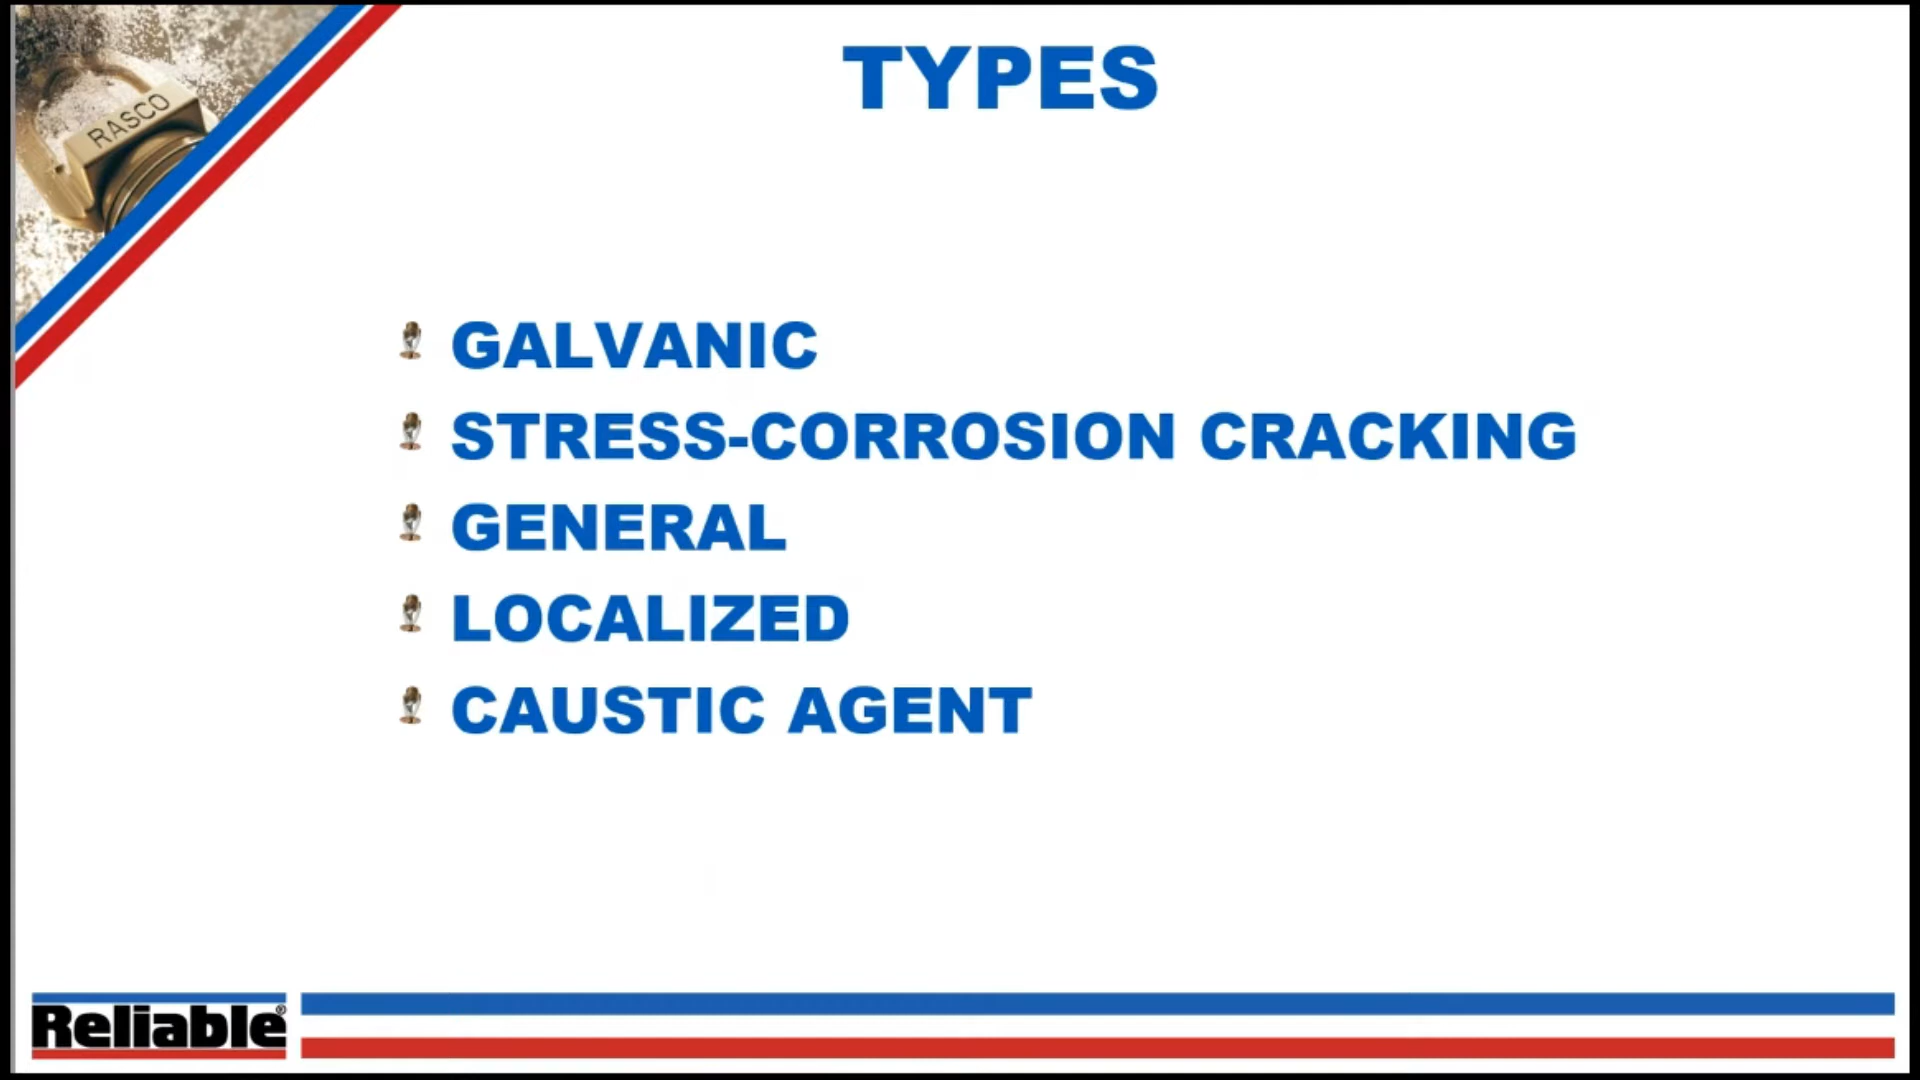 TYPES
RASCO
GALVANIC
STRESS-CORROSION CRACKING
GENERAL
LOCALIZED
CAUSTIC AGENT
Reliable®